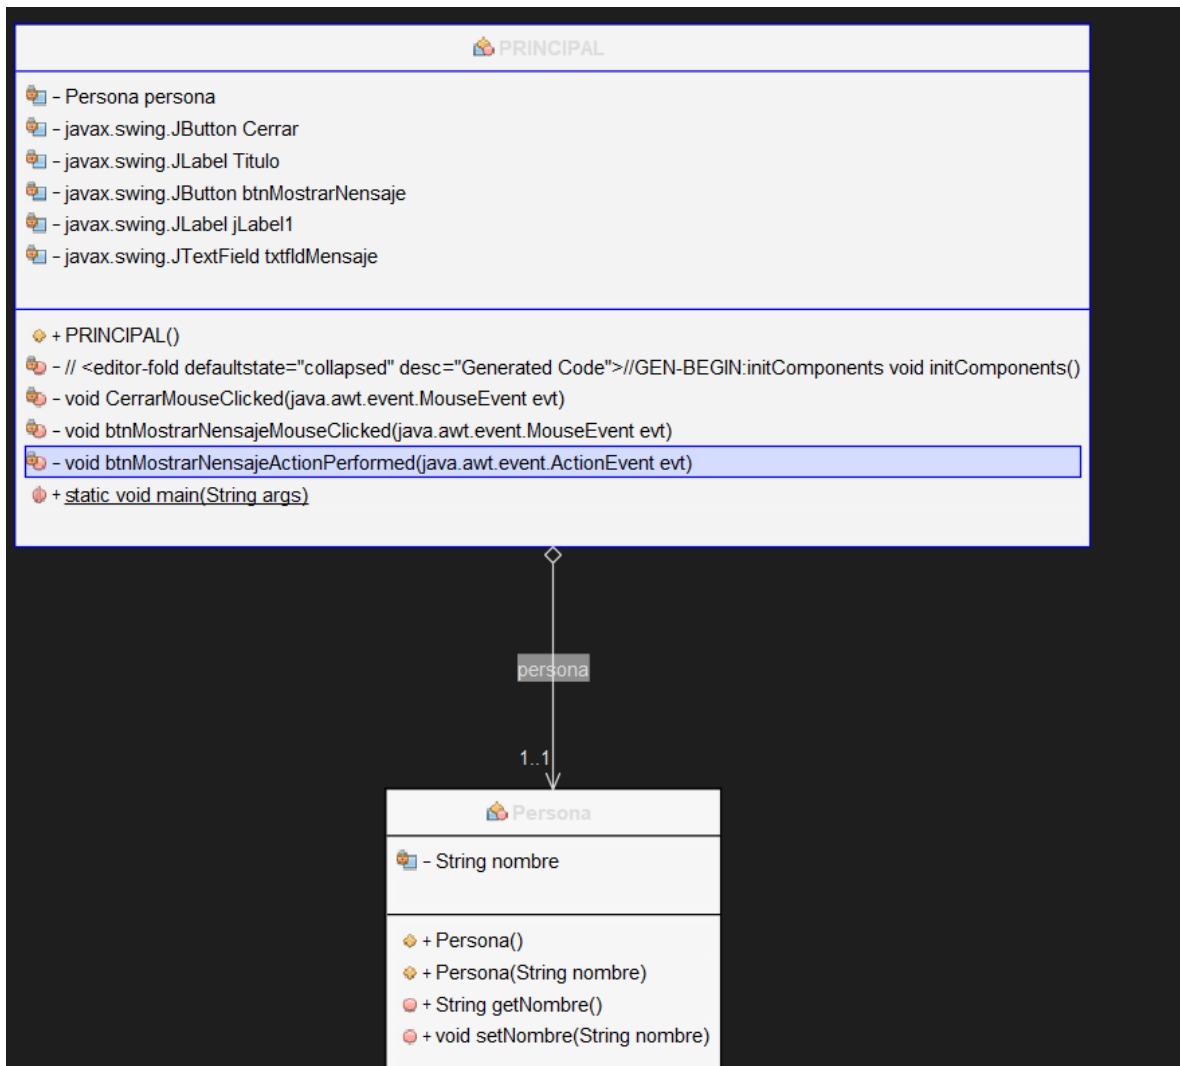 PRINCIPAL
- Persona persona
- javax.swing.JButton Cerrar
- javax.swing.JLabel Titulo
- javax.swing.JButton btnMostrarNensaje
- javax.swing.JLabel jLabel1
- javax.swing.JTextField txtfldMensaje
+ PRINCIPAL()
- // <editor-fold defaultstate="collapsed" desc="Generated Code">//GEN-BEGIN:initComponents void initComponents()
- void CerrarMouseClicked(java.awt.event.MouseEvent evt)
- void btnMostrarNensajeMouseClicked(java.awt.event.MouseEvent evt)
- void btnMostrarNensajeActionPerformed(java.awt.event.ActionEvent evt)
+ static void main(String args)
persona
1..1
Persona
- String nombre
+ Persona()
+ Persona(String nombre)
+ String getNombre()
+ void setNombre(String nombre)